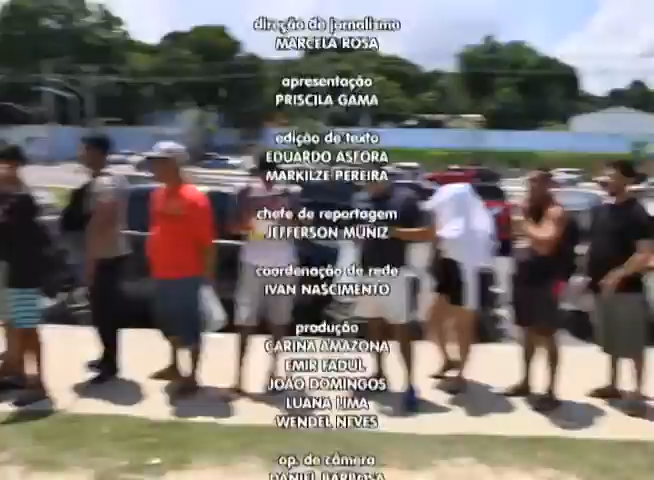 direção de jornalismo
MARCELA ROSA
apresentação
PRISCILA GAMA
edição de texto
EDUARDO ASFORA
MARKILZE PEREIRA
chefe de reportagem
JEFFERSON MUNIZ
coordenação de rede
IVAN NASCIMENTO
produção
CARINA AMAZONA
EMIR FADUL
JOÃO DOMINGOS
LUANA LIMA
WENDEL NEVES
op. de câmera
DANIEL BARBOSA